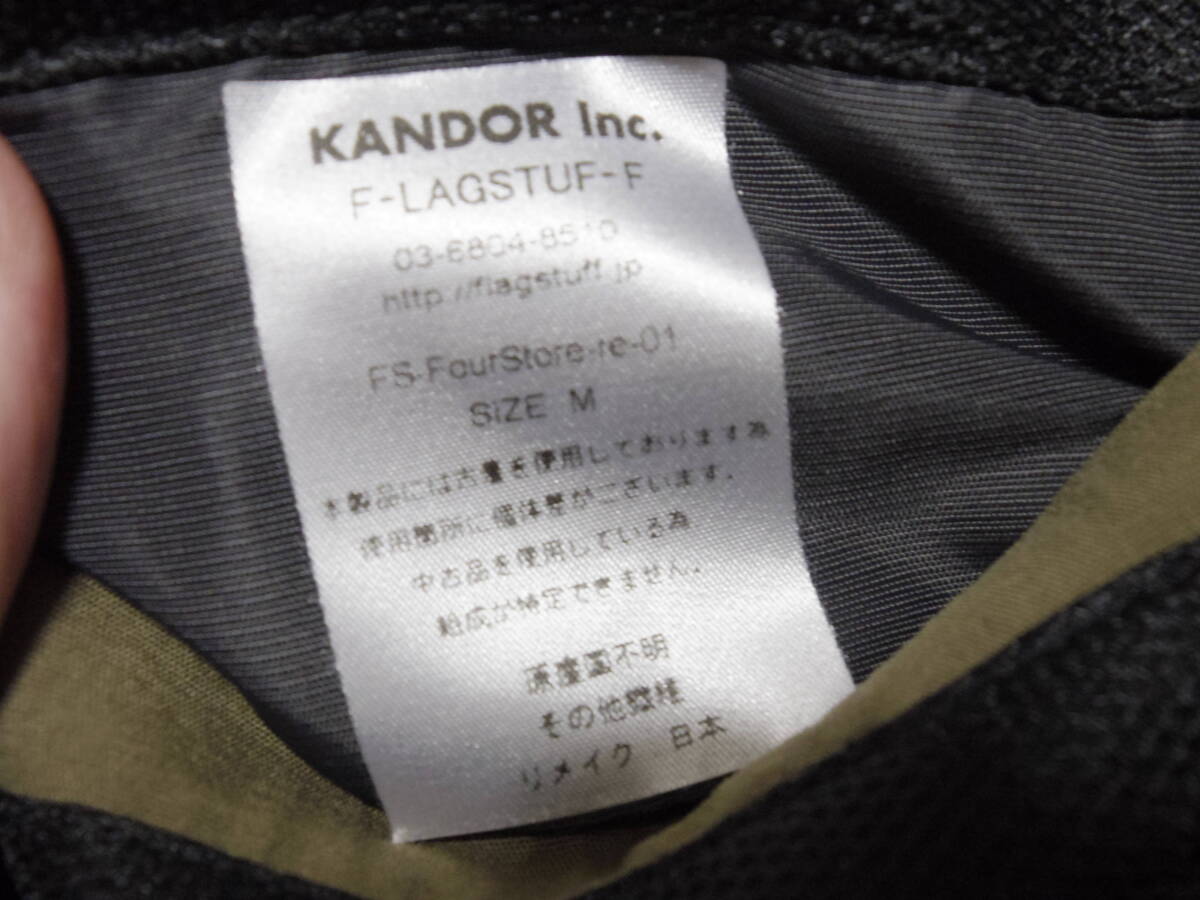 KANDOR Inc.
F-LAGSTUF-F
03-6804-8510
http://flagstuff.jp
FS-FourStore-re-01
SIZE M
本製品には古着を使用しております為
使用箇所に個体差がございます.
中古品を使用している為
組成が特定できません.
原産国不明
その他繊維
リメイク 日本